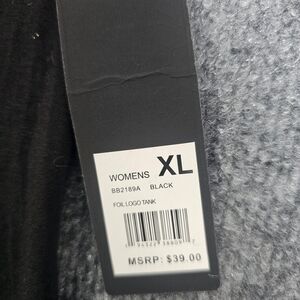 WOMENS XL
BB2189A BLACK
FOIL LOGO TANK
MSRP: $39.00